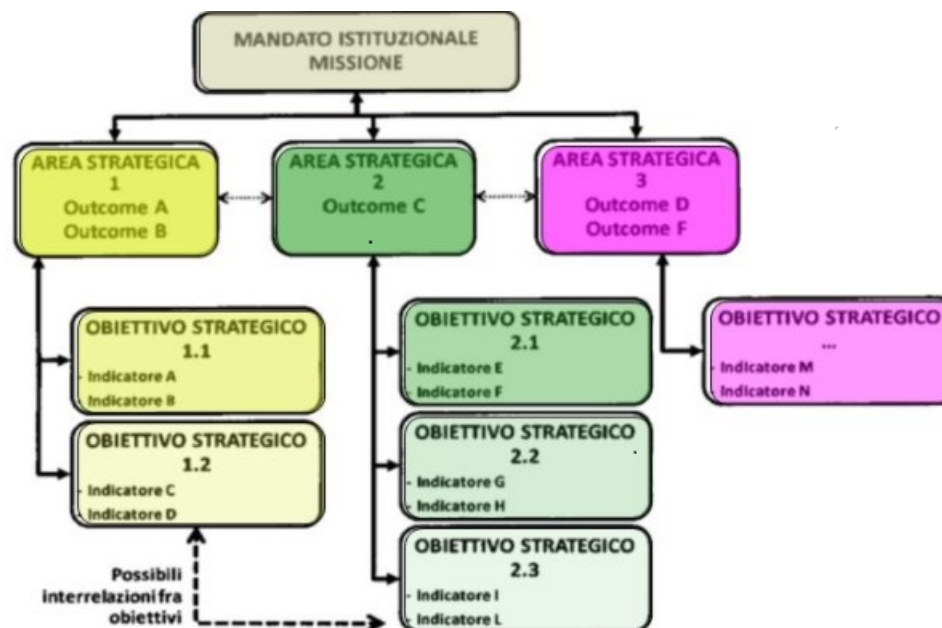 MANDATO ISTITUZIONALE
MISSIONE
AREA STRATEGICA
1
Outcome A
Outcome B
AREA STRATEGICA
2
Outcome C
AREA STRATEGICA
3
Outcome D
Outcome F
OBIETTIVO STRATEGICO
1.1
- Indicatore A
- Indicatore B
OBIETTIVO STRATEGICO
1.2
- Indicatore C
- Indicatore D
OBIETTIVO STRATEGICO
2.1
- Indicatore E
- Indicatore F
OBIETTIVO STRATEGICO
2.2
- Indicatore G
- Indicatore H
OBIETTIVO STRATEGICO
2.3
- Indicatore I
- Indicatore L
OBIETTIVO STRATEGICO
...
- Indicatore M
- Indicatore N
Possibili
interrelazioni fra
obiettivi